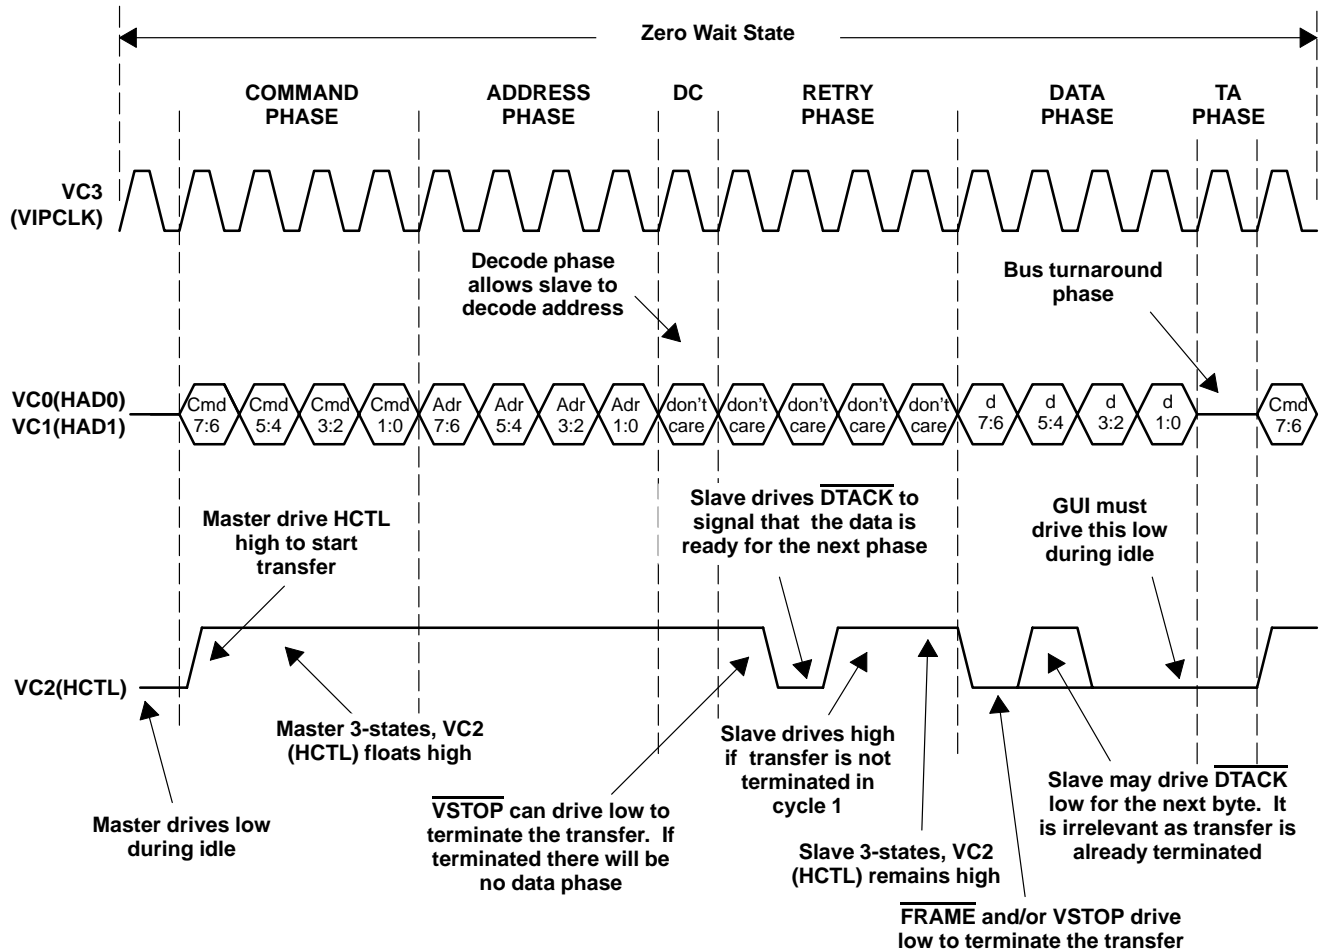 Zero Wait State
COMMAND
PHASE
ADDRESS
PHASE
DC
RETRY
PHASE
DATA
PHASE
TA
PHASE
VC3
(VIPCLK)
Decode phase
allows slave to
decode address
Bus turnaround
phase
VC0(HAD0)
VC1(HAD1)
Cmd
7:6
Cmd
5:4
Cmd
3:2
Cmd
1:0
Adr
7:6
Adr
5:4
Adr
3:2
Adr
1:0
don't
care
don't
care
don't
care
don't
care
don't
care
d
7:6
d
5:4
d
3:2
d
1:0
Cmd
7:6
Master drive HCTL
high to start
transfer
Slave drives DTACK to
signal that the data is
ready for the next phase
GUI must
drive this low
during idle
VC2(HCTL)
Master 3-states, VC2
(HCTL) floats high
Master drives low
during idle
VSTOP can drive low to
terminate the transfer. If
terminated there will be
no data phase
Slave drives high
if transfer is not
terminated in
cycle 1
Slave 3-states, VC2
(HCTL) remains high
Slave may drive DTACK
low for the next byte. It
is irrelevant as transfer is
already terminated
FRAME and/or VSTOP drive
low to terminate the transfer